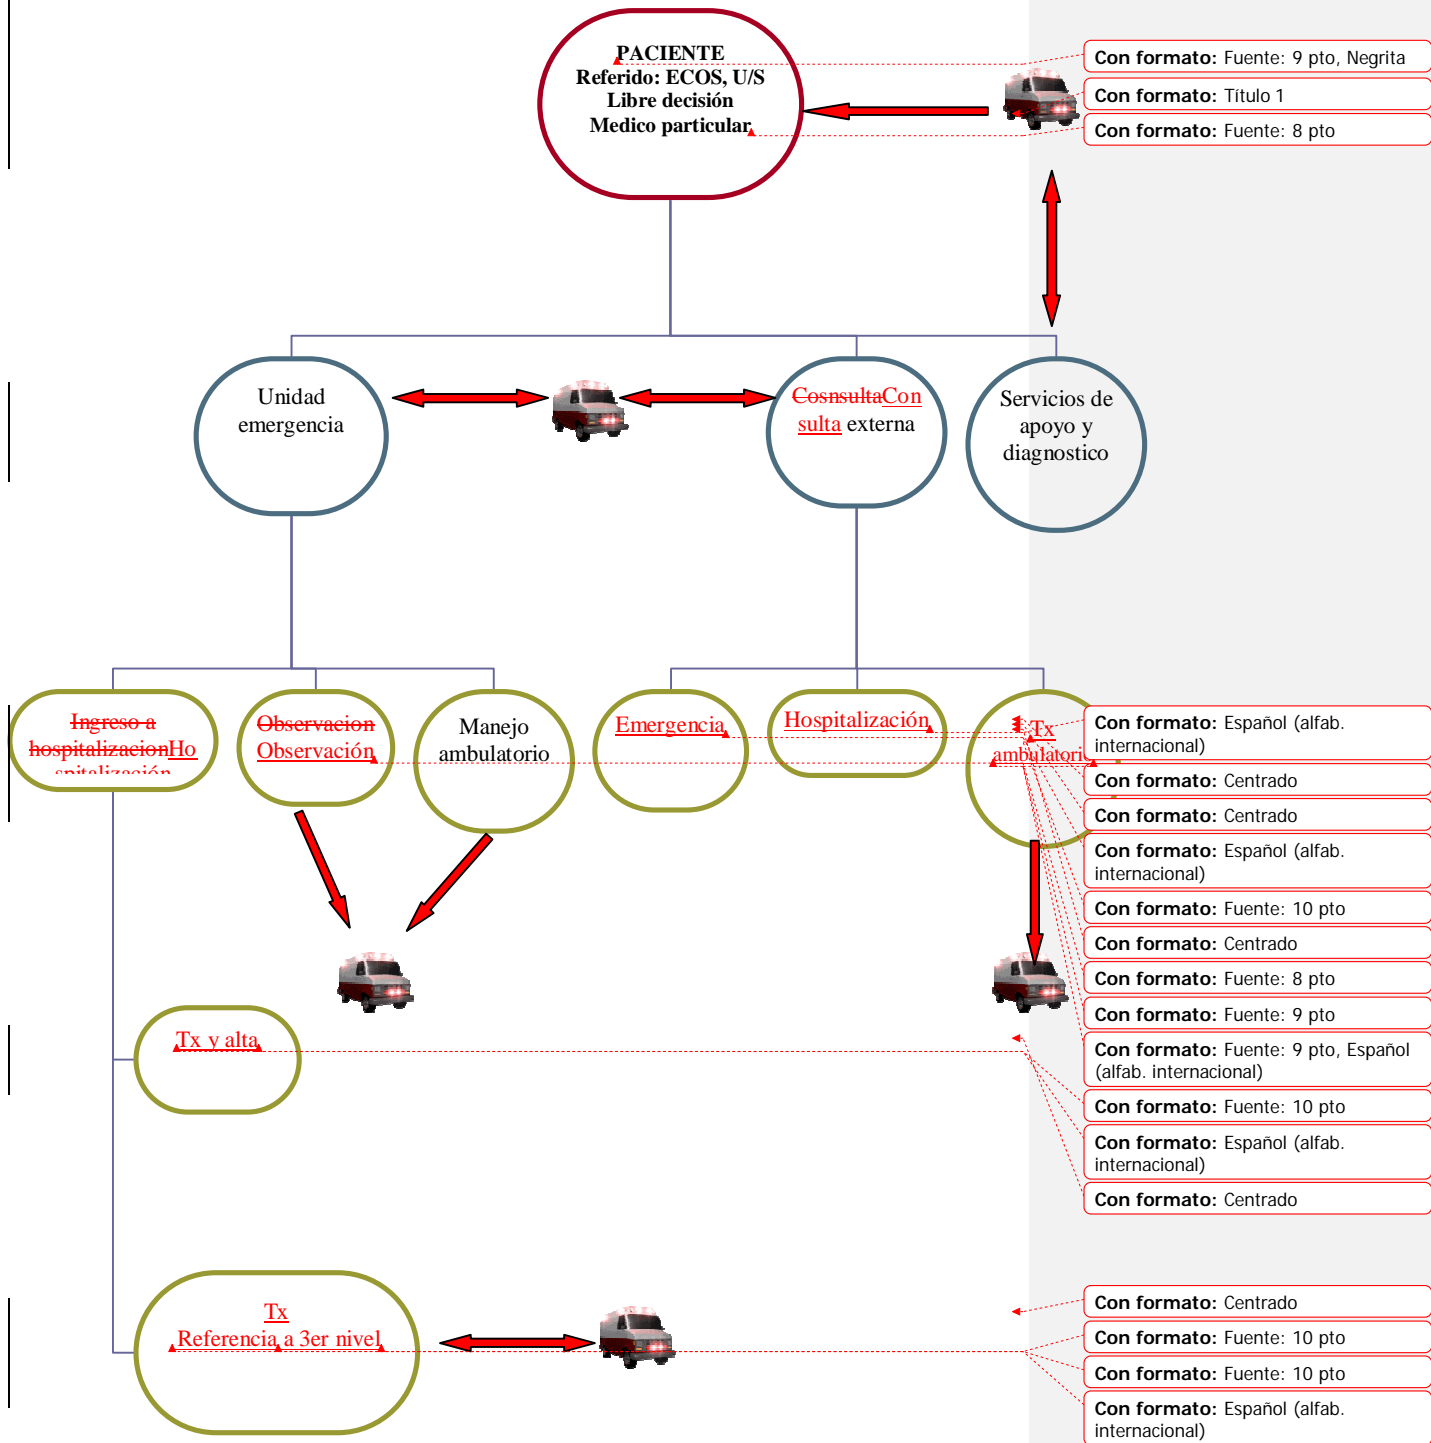 PACIENTE
Referido: ECOS, U/S
Libre decisión
Medico particular
Con formato: Fuente: 9 pto, Negrita
Con formato: Título 1
Con formato: Fuente: 8 pto
Unidad
emergencia
CosnsultaCon
sulta externa
Servicios de
apoyo y
diagnostico
Ingreso a
hospitalizacionHo
spitalización
Observacion
Observación
Manejo
ambulatorio
Emergencia
Hospitalización
Tx
ambulatorio
Con formato: Español (alfab.
internacional)
Con formato: Centrado
Con formato: Centrado
Con formato: Español (alfab.
internacional)
Con formato: Fuente: 10 pto
Con formato: Centrado
Con formato: Fuente: 8 pto
Con formato: Fuente: 9 pto
Con formato: Fuente: 9 pto, Español
(alfab. internacional)
Con formato: Fuente: 10 pto
Con formato: Español (alfab.
internacional)
Con formato: Centrado
Tx y alta
Tx
Referencia a 3er nivel
Con formato: Centrado
Con formato: Fuente: 10 pto
Con formato: Fuente: 10 pto
Con formato: Español (alfab.
internacional)